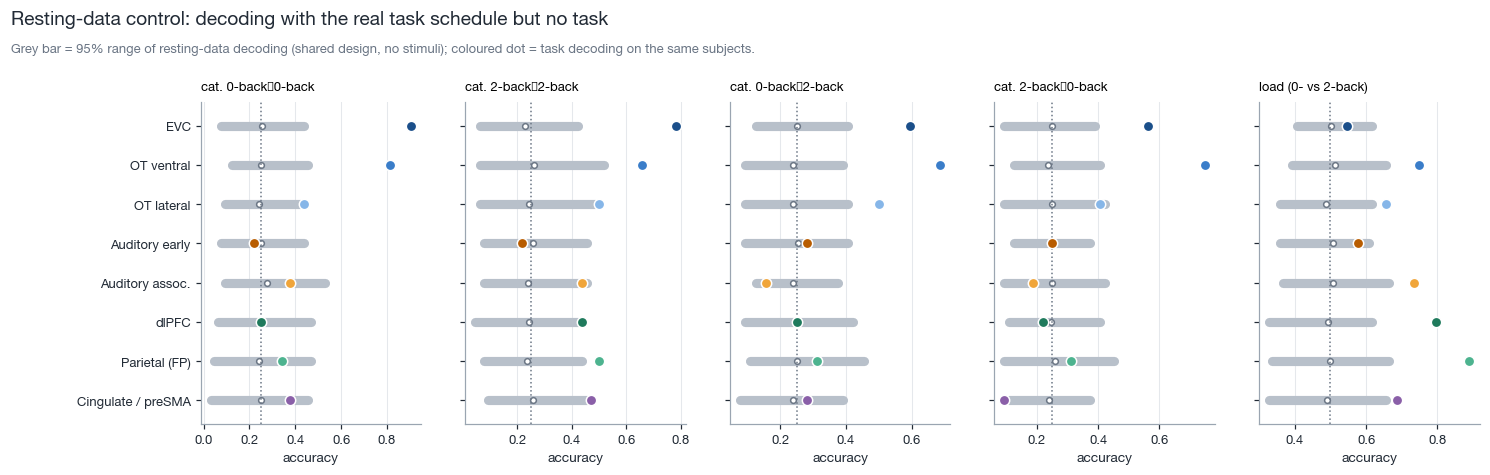 Resting-data control: decoding with the real task schedule but no task
Grey bar = 95% range of resting-data decoding (shared design, no stimuli); coloured dot = task decoding on the same subjects.
cat. 0-back▯0-back
cat. 2-back▯2-back
cat. 0-back▯2-back
cat. 2-back▯0-back
load (0- vs 2-back)
EVC
OT ventral
OT lateral
Auditory early
Auditory assoc.
dlPFC
Parietal (FP)
Cingulate / preSMA
0.0 0.2 0.4 0.6 0.8
0.2 0.4 0.6 0.8
0.2 0.4 0.6
0.2 0.4 0.6
0.4 0.6 0.8
accuracy
accuracy
accuracy
accuracy
accuracy